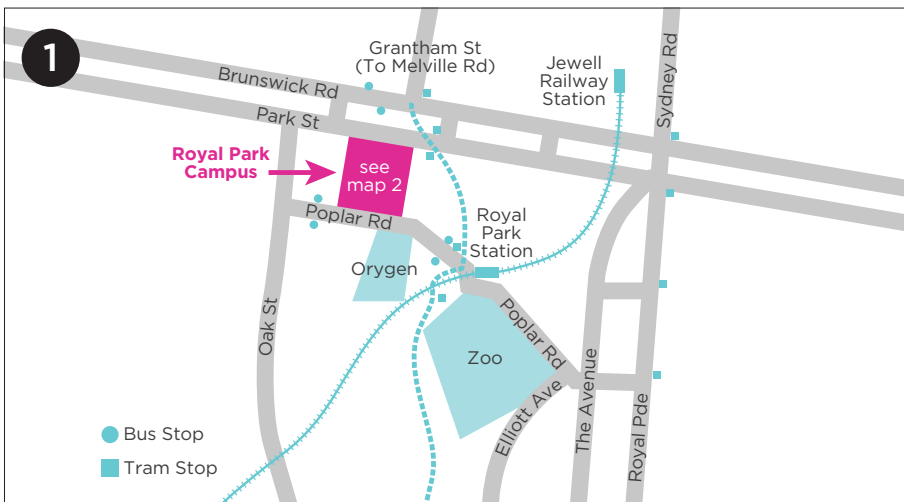 1
Grantham St
(To Melville Rd)
Jewell
Railway
Station
Sydney Rd
Brunswick Rd
Park St
Royal Park
Campus
see
map 2
Poplar Rd
Royal
Park
Station
Orygen
Oak St
Zoo
Poplar Rd
Elliott Ave
The Avenue
Royal Pde
Bus Stop
Tram Stop